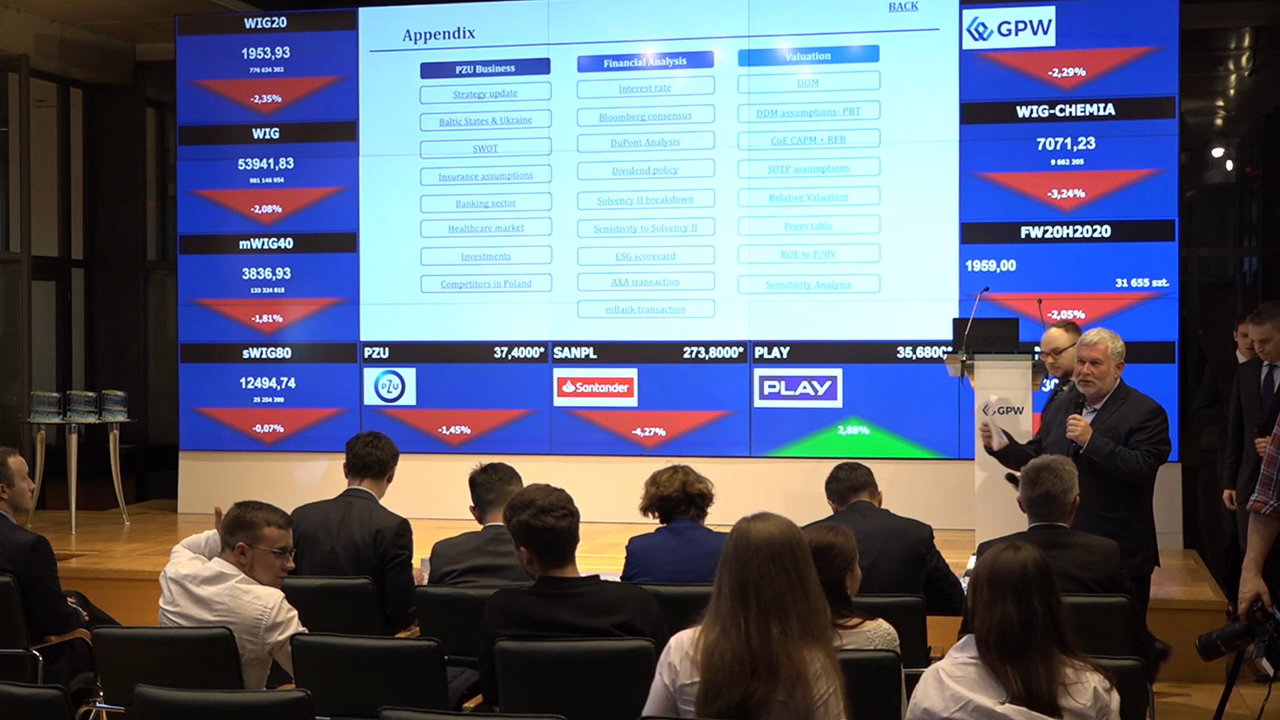 WIG20
1953,93
776 634 302
-2,35%
WIG
53941,83
981 146 954
-2,08%
mWIG40
3836,93
133 324 815
-1,81%
sWIG80
12494,74
25 254 390
-0,07%
BACK
Appendix
PZU Business
Strategy update
Baltic States & Ukraine
SWOT
Insurance assumptions
Banking sector
Healthcare market
Investments
Competitors in Poland
Financial Analysis
Interest rate
Bloomberg consensus
DuPont Analysis
Dividend policy
Solvency II breakdown
Sensitivity to Solvency II
ESG scorecard
AXA transaction
mBank transaction
Valuation
DDM
DDM assumptions- PBT
CoE CAPM + RFR
SOTP assumptions
Relative Valuation
Peers table
ROE to P/BV
Sensitivity Analysis
PZU 37,4000*
PZU
-1,45%
SANPL 273,8000*
Santander
-4,27%
PLAY 35,6800*
PLAY
2,88%
GPW
-2,29%
WIG-CHEMIA
7071,23
9 662 205
-3,24%
FW20H2020
1959,00
31 655 szt.
-2,05%
30
GPW